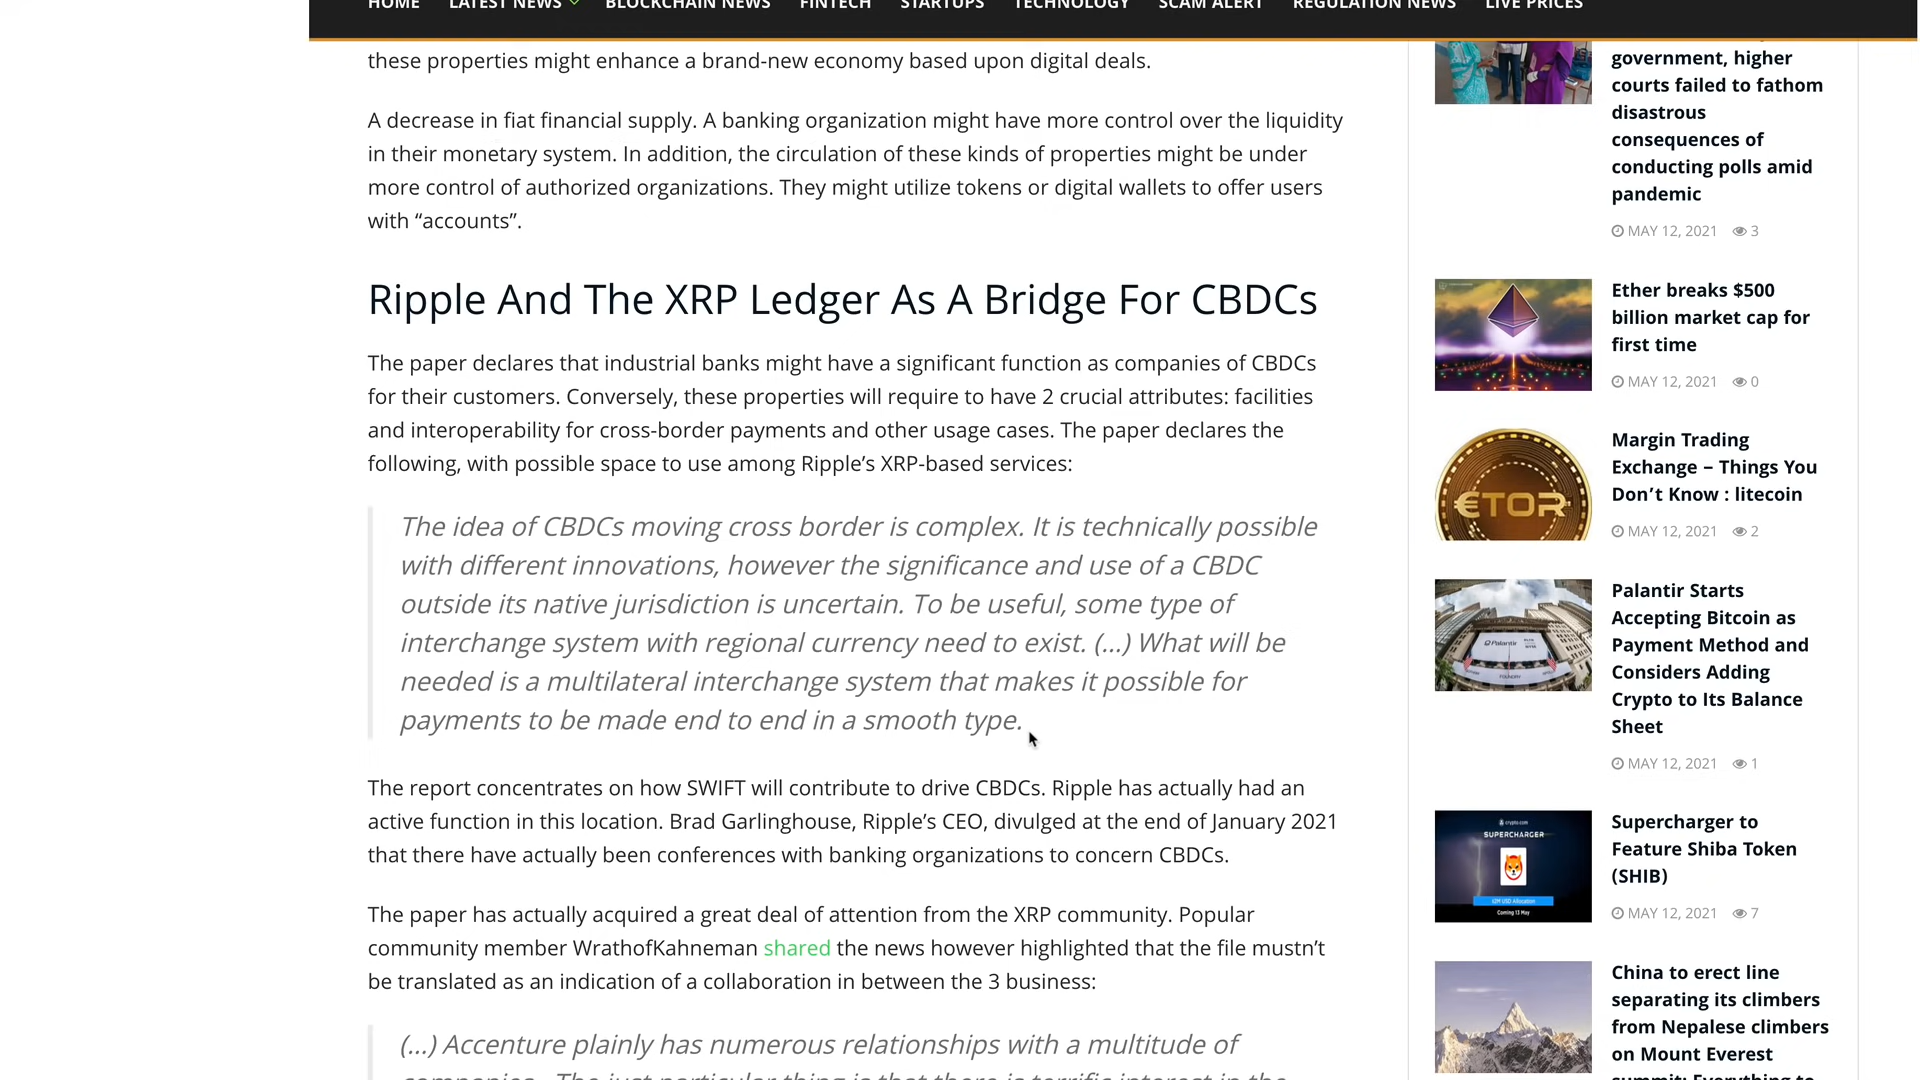 HOME LATEST NEWS BLOCKCHAIN NEWS FINTECH STARTUPS TECHNOLOGY SCAM ALERT REGULATION NEWS LIVE PRICES
these properties might enhance a brand-new economy based upon digital deals.
A decrease in fiat financial supply. A banking organization might have more control over the liquidity
in their monetary system. In addition, the circulation of these kinds of properties might be under
more control of authorized organizations. They might utilize tokens or digital wallets to offer users
with “accounts”.
Ripple And The XRP Ledger As A Bridge For CBDCs
The paper declares that industrial banks might have a significant function as companies of CBDCs
for their customers. Conversely, these properties will require to have 2 crucial attributes: facilities
and interoperability for cross-border payments and other usage cases. The paper declares the
following, with possible space to use among Ripple’s XRP-based services:
The idea of CBDCs moving cross border is complex. It is technically possible
with different innovations, however the significance and use of a CBDC
outside its native jurisdiction is uncertain. To be useful, some type of
interchange system with regional currency need to exist. (…) What will be
needed is a multilateral interchange system that makes it possible for
payments to be made end to end in a smooth type.
The report concentrates on how SWIFT will contribute to drive CBDCs. Ripple has actually had an
active function in this location. Brad Garlinghouse, Ripple’s CEO, divulged at the end of January 2021
that there have actually been conferences with banking organizations to concern CBDCs.
The paper has actually acquired a great deal of attention from the XRP community. Popular
community member WrathofKahneman shared the news however highlighted that the file mustn’t
be translated as an indication of a collaboration in between the 3 business:
(…) Accenture plainly has numerous relationships with a multitude of
government, higher
courts failed to fathom
disastrous
consequences of
conducting polls amid
pandemic
MAY 12, 2021 3
Ether breaks $500
billion market cap for
first time
MAY 12, 2021 0
€TOR
Margin Trading
Exchange – Things You
Don’t Know : litecoin
MAY 12, 2021 2
Palantir
Palantir Starts
Accepting Bitcoin as
Payment Method and
Considers Adding
Crypto to Its Balance
Sheet
MAY 12, 2021 1
crypto.com
SUPERCHARGER
$2M USD Allocation
Coming 13 May
Supercharger to
Feature Shiba Token
(SHIB)
MAY 12, 2021 7
China to erect line
separating its climbers
from Nepalese climbers
on Mount Everest